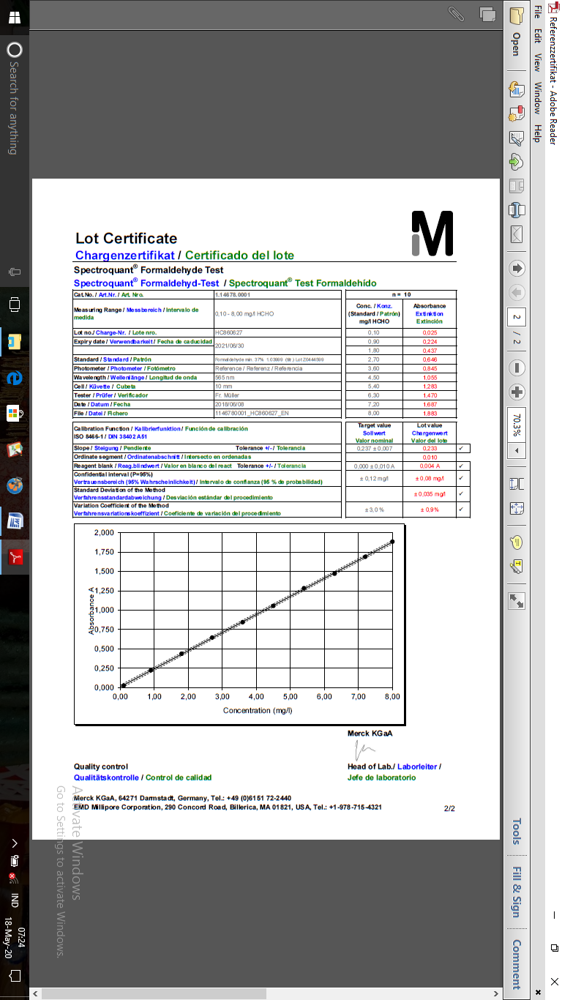 Referenzzertifikat - Adobe Reader
File Edit View Window Help
Open
2 / 2
70.3%
Tools
Fill & Sign
Comment
M
Lot Certificate
Chargenzertifikat / Certificado del lote
Spectroquant® Formaldehyde Test
Spectroquant® Formaldehyd-Test / Spectroquant® Test Formaldehído
Cat.No. / Art.Nr. / Art. Nro. 1.14678.0001
Measuring Range / Messbereich / Intervalo de medida 0,10 - 8,00 mg/l HCHO
Lot no./ Charge-Nr. / Lote nro. HC860627
Expiry date / Verwendbarkeit / Fecha de caducidad 2021/06/30
Standard / Standard / Patrón Formaldehyde min. 37% 1.03999 (titr.) Lot Z0444599
Photometer / Photometer / Fotómetro Reference / Referenz / Referencia
Wavelength / Wellenlänge / Longitud de onda 565 nm
Cell / Küvette / Cubeta 10 mm
Tester / Prüfer / Verificador Fr. Müller
Date / Datum / Fecha 2018/06/08
File / Datei / Fichero 1146780001_HC860627_EN
n = 10
Conc. / Konz. (Standard / Patrón) mg/l HCHO Absorbance Extinktion Extinción
0,10 0,025
0,90 0,224
1,80 0,437
2,70 0,646
3,60 0,845
4,50 1,055
5,40 1,283
6,30 1,470
7,20 1,687
8,00 1,883
Calibration Function / Kalibrierfunktion / Función de calibración
ISO 8466-1 / DIN 38402 A51
Target value Sollwert Valor nominal Lot value Chargenwert Valor del lote
Slope / Steigung / Pendiente Tolerance +/- / Tolerancia 0,237 ± 0,007 0,233 ✓
Ordinate segment / Ordinatenabschnitt / Intersecto en ordenadas 0,010
Reagent blank / Reag.blindwert / Valor en blanco del react Tolerance +/- / Tolerancia 0,000 ± 0,010 A 0,004 A ✓
Confidential interval (P=95%)
Vertrauensbereich (95% Wahrscheinlichkeit) / Intervalo de confianza (95 % de probabilidad) ± 0,12 mg/l ± 0,08 mg/l ✓
Standard Deviation of the Method
Verfahrensstandardabweichung / Desviación estándar del procedimiento ± 0,035 mg/l ✓
Variation Coefficient of the Method
Verfahrensvariationskoeffizient / Coeficiente de variación del procedimiento ± 3,0 % ± 0,9% ✓
2,000
1,750
1,500
1,250
1,000
0,750
0,500
0,250
0,000
Absorbance A
0,00 1,00 2,00 3,00 4,00 5,00 6,00 7,00 8,00
Concentration (mg/l)
Merck KGaA
Quality control
Qualitätskontrolle / Control de calidad
Head of Lab./ Laborleiter /
Jefe de laboratorio
Merck KGaA, 64271 Darmstadt, Germany, Tel.: +49 (0)6151 72-2440
EMD Millipore Corporation, 290 Concord Road, Billerica, MA 01821, USA, Tel.: +1-978-715-4321
2/2
Activate Windows
Go to Settings to activate Windows.
Search for anything
IND
07:24
18-May-20